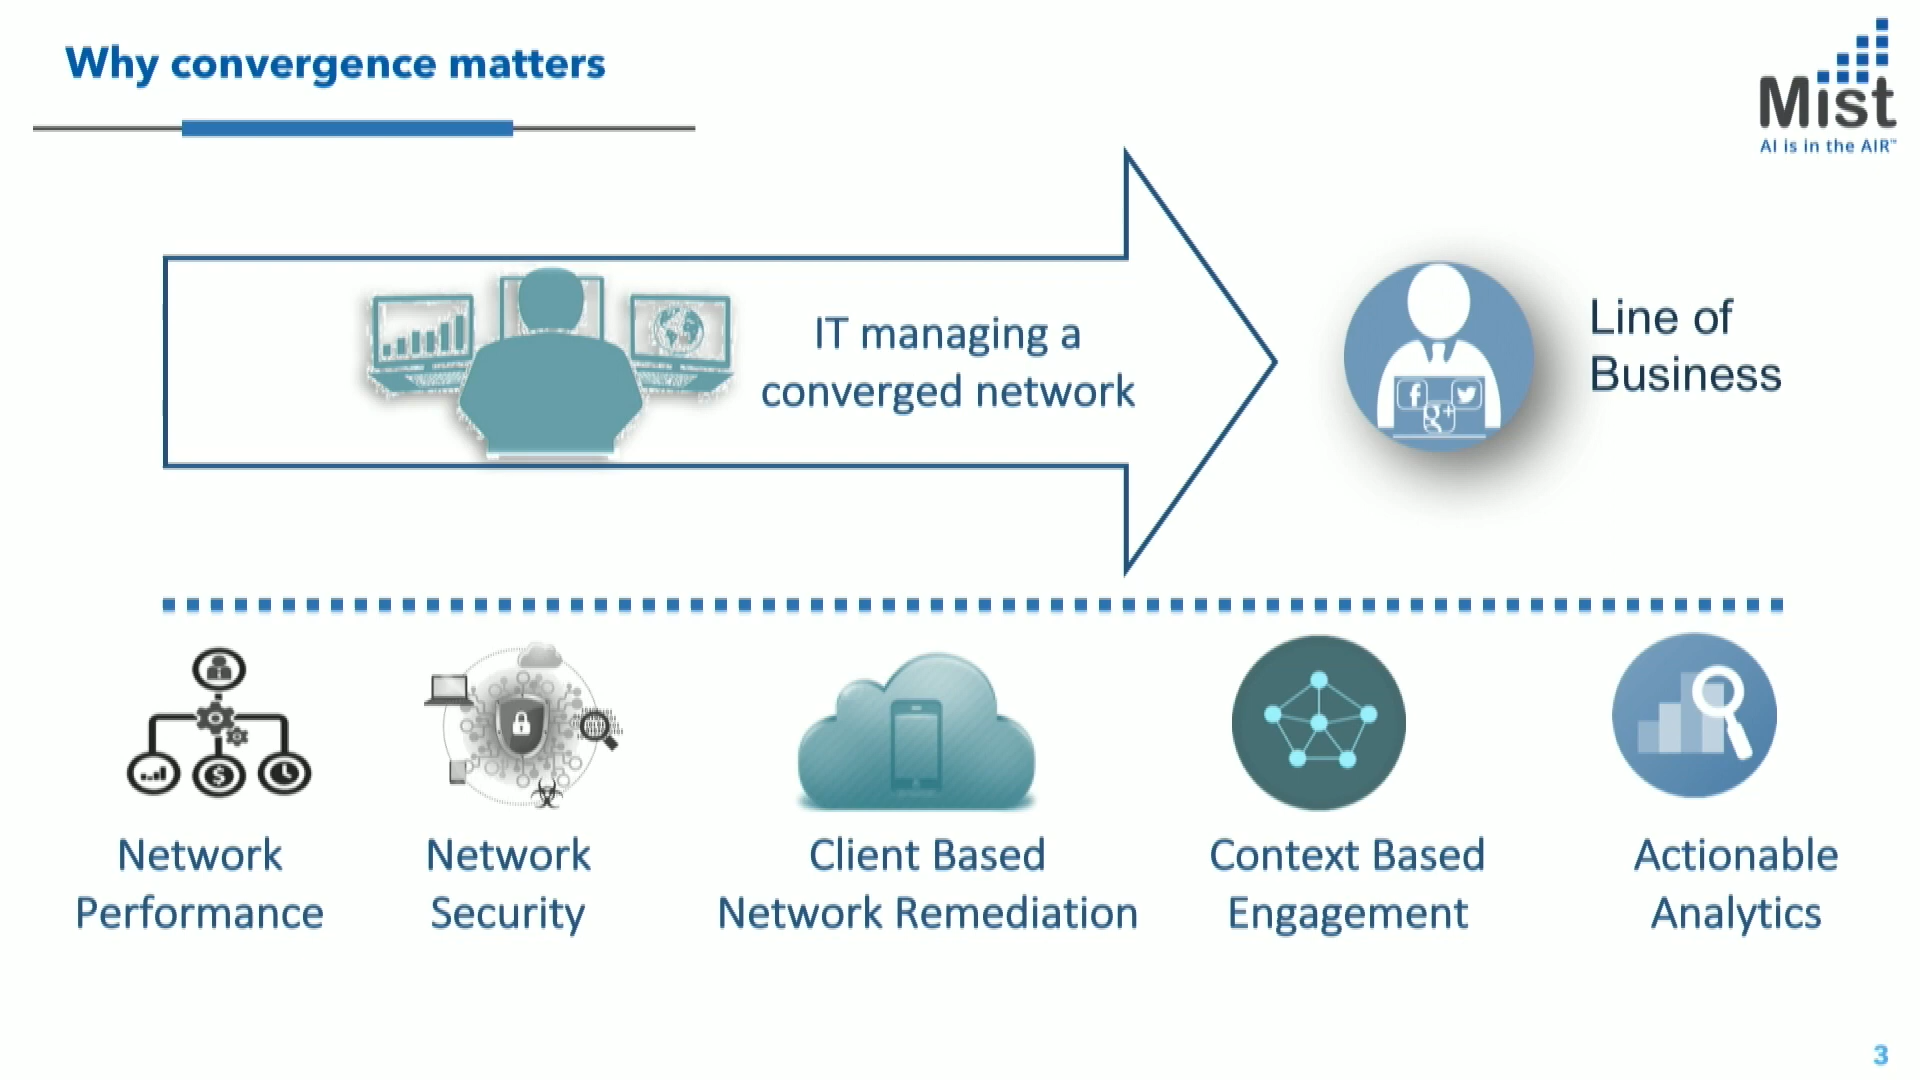 Why convergence matters
Mist
AI is in the AIR™
IT managing a
converged network
f
g+
Line of
Business
$
Network
Performance
Network
Security
Client Based
Network Remediation
Context Based
Engagement
Actionable
Analytics
3